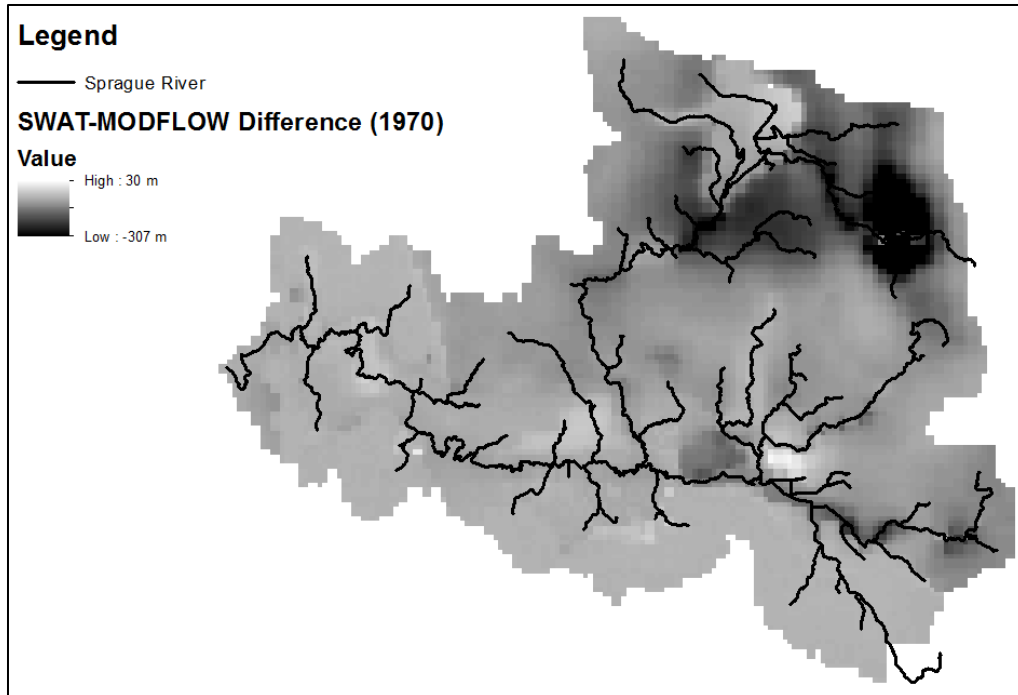 Legend
Sprague River
SWAT-MODFLOW Difference (1970)
Value
High : 30 m
Low : -307 m